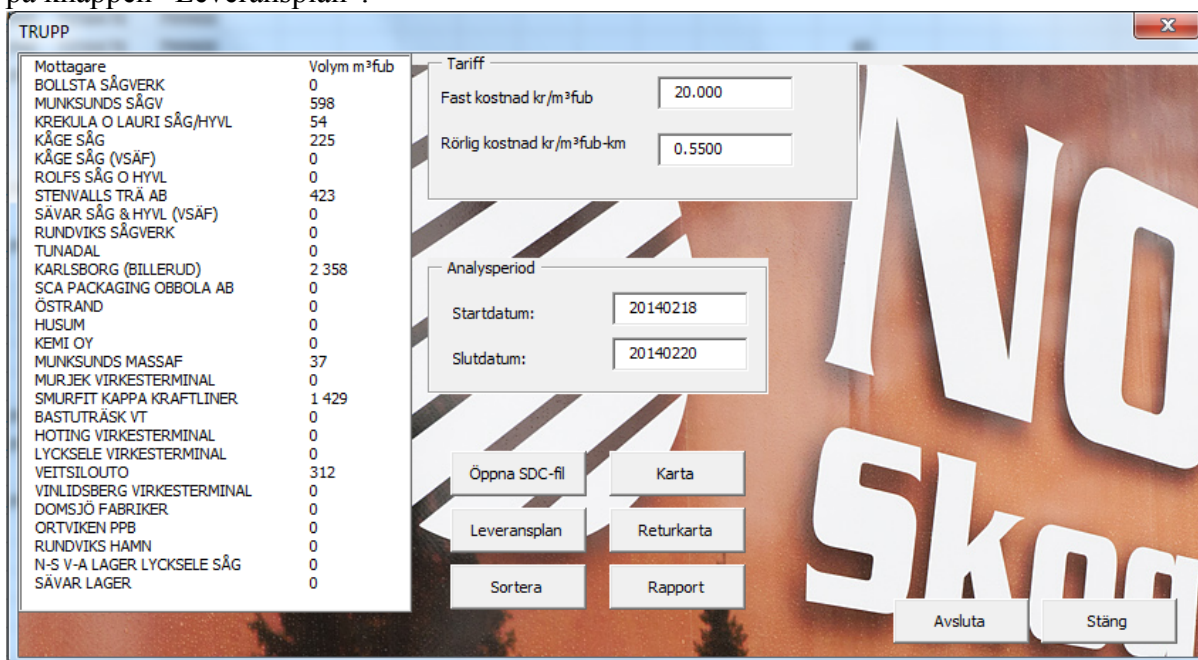 på knappen "Leveransplan".
TRUPP
Mottagare Volym m³fub
BOLLSTA SÅGVERK 0
MUNKSUNDS SÅGV 598
KREKULA O LAURI SÅG/HYVL 54
KÅGE SÅG 225
KÅGE SÅG (VSÄF) 0
ROLFS SÅG O HYVL 0
STENVALLS TRÄ AB 423
SÄVAR SÅG & HYVL (VSÄF) 0
RUNDVIKS SÅGVERK 0
TUNADAL 0
KARLSBORG (BILLERUD) 2 358
SCA PACKAGING OBBOLA AB 0
ÖSTRAND 0
HUSUM 0
KEMI OY 0
MUNKSUNDS MASSAF 37
MURJEK VIRKESTERMINAL 0
SMURFIT KAPPA KRAFTLINER 1 429
BASTUTRÄSK VT 0
HOTING VIRKESTERMINAL 0
LYCKSELE VIRKESTERMINAL 0
VEITSILOUTO 312
VINLIDSBERG VIRKESTERMINAL 0
DOMSJÖ FABRIKER 0
ORTVIKEN PPB 0
RUNDVIKS HAMN 0
N-S V-A LAGER LYCKSELE SÅG 0
SÄVAR LAGER 0
Tariff
Fast kostnad kr/m³fub 20.000
Rörlig kostnad kr/m³fub-km 0.5500
Analysperiod
Startdatum: 20140218
Slutdatum: 20140220
Öppna SDC-fil Karta
Leveransplan Returkarta
Sortera Rapport
Avsluta Stäng
No
Skog